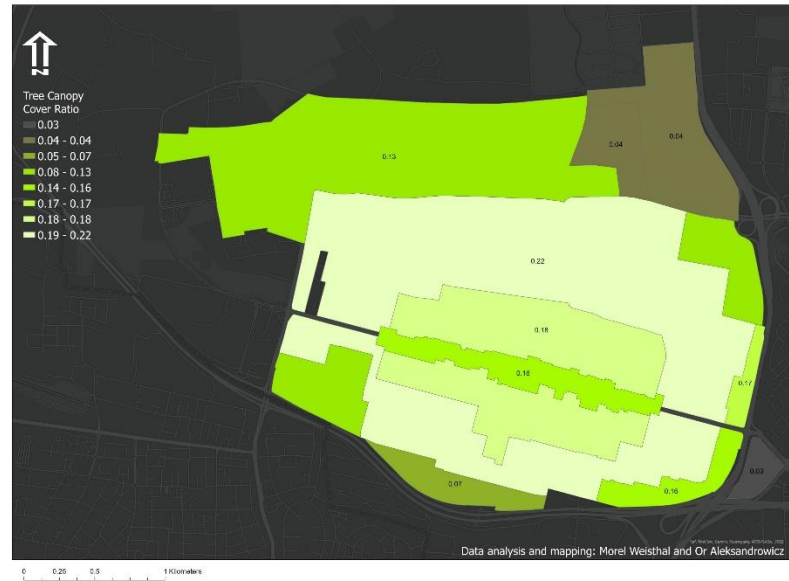 N
Tree Canopy
Cover Ratio
0.03
0.04 - 0.04
0.05 - 0.07
0.08 - 0.13
0.14 - 0.16
0.17 - 0.17
0.18 - 0.18
0.19 - 0.22
0.04
0.04
0.13
0.22
0.18
0.16
0.17
0.07
0.16
0.03
Data analysis and mapping: Morel Weisthal and Or Aleksandrowicz
0 0.25 0.5 1 Kilometers